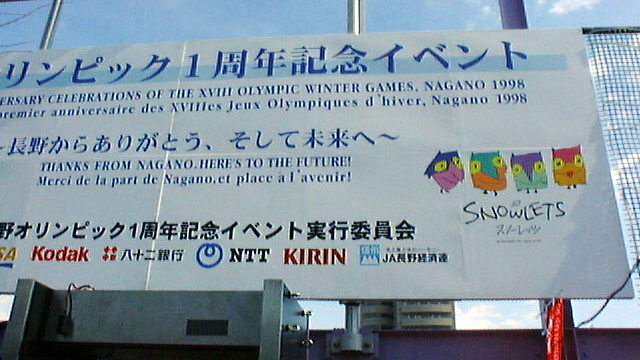 リンピック1周年記念イベント
ERSARY CELEBRATIONS OF THE XVIII OLYMPIC WINTER GAMES, NAGANO 1998
premier anniversaire des XVIIIes Jeux Olympiques d'hiver, Nagano 1998
~長野からありがとう、そして未来へ~
THANKS FROM NAGANO. HERE'S TO THE FUTURE!
Merci de la part de Nagano, et place à l'avenir!
SNOWLETS
スノーレッツ
野オリンピック1周年記念イベント実行委員会
SA Kodak 八十二銀行 NTT KIRIN JA長野経済連